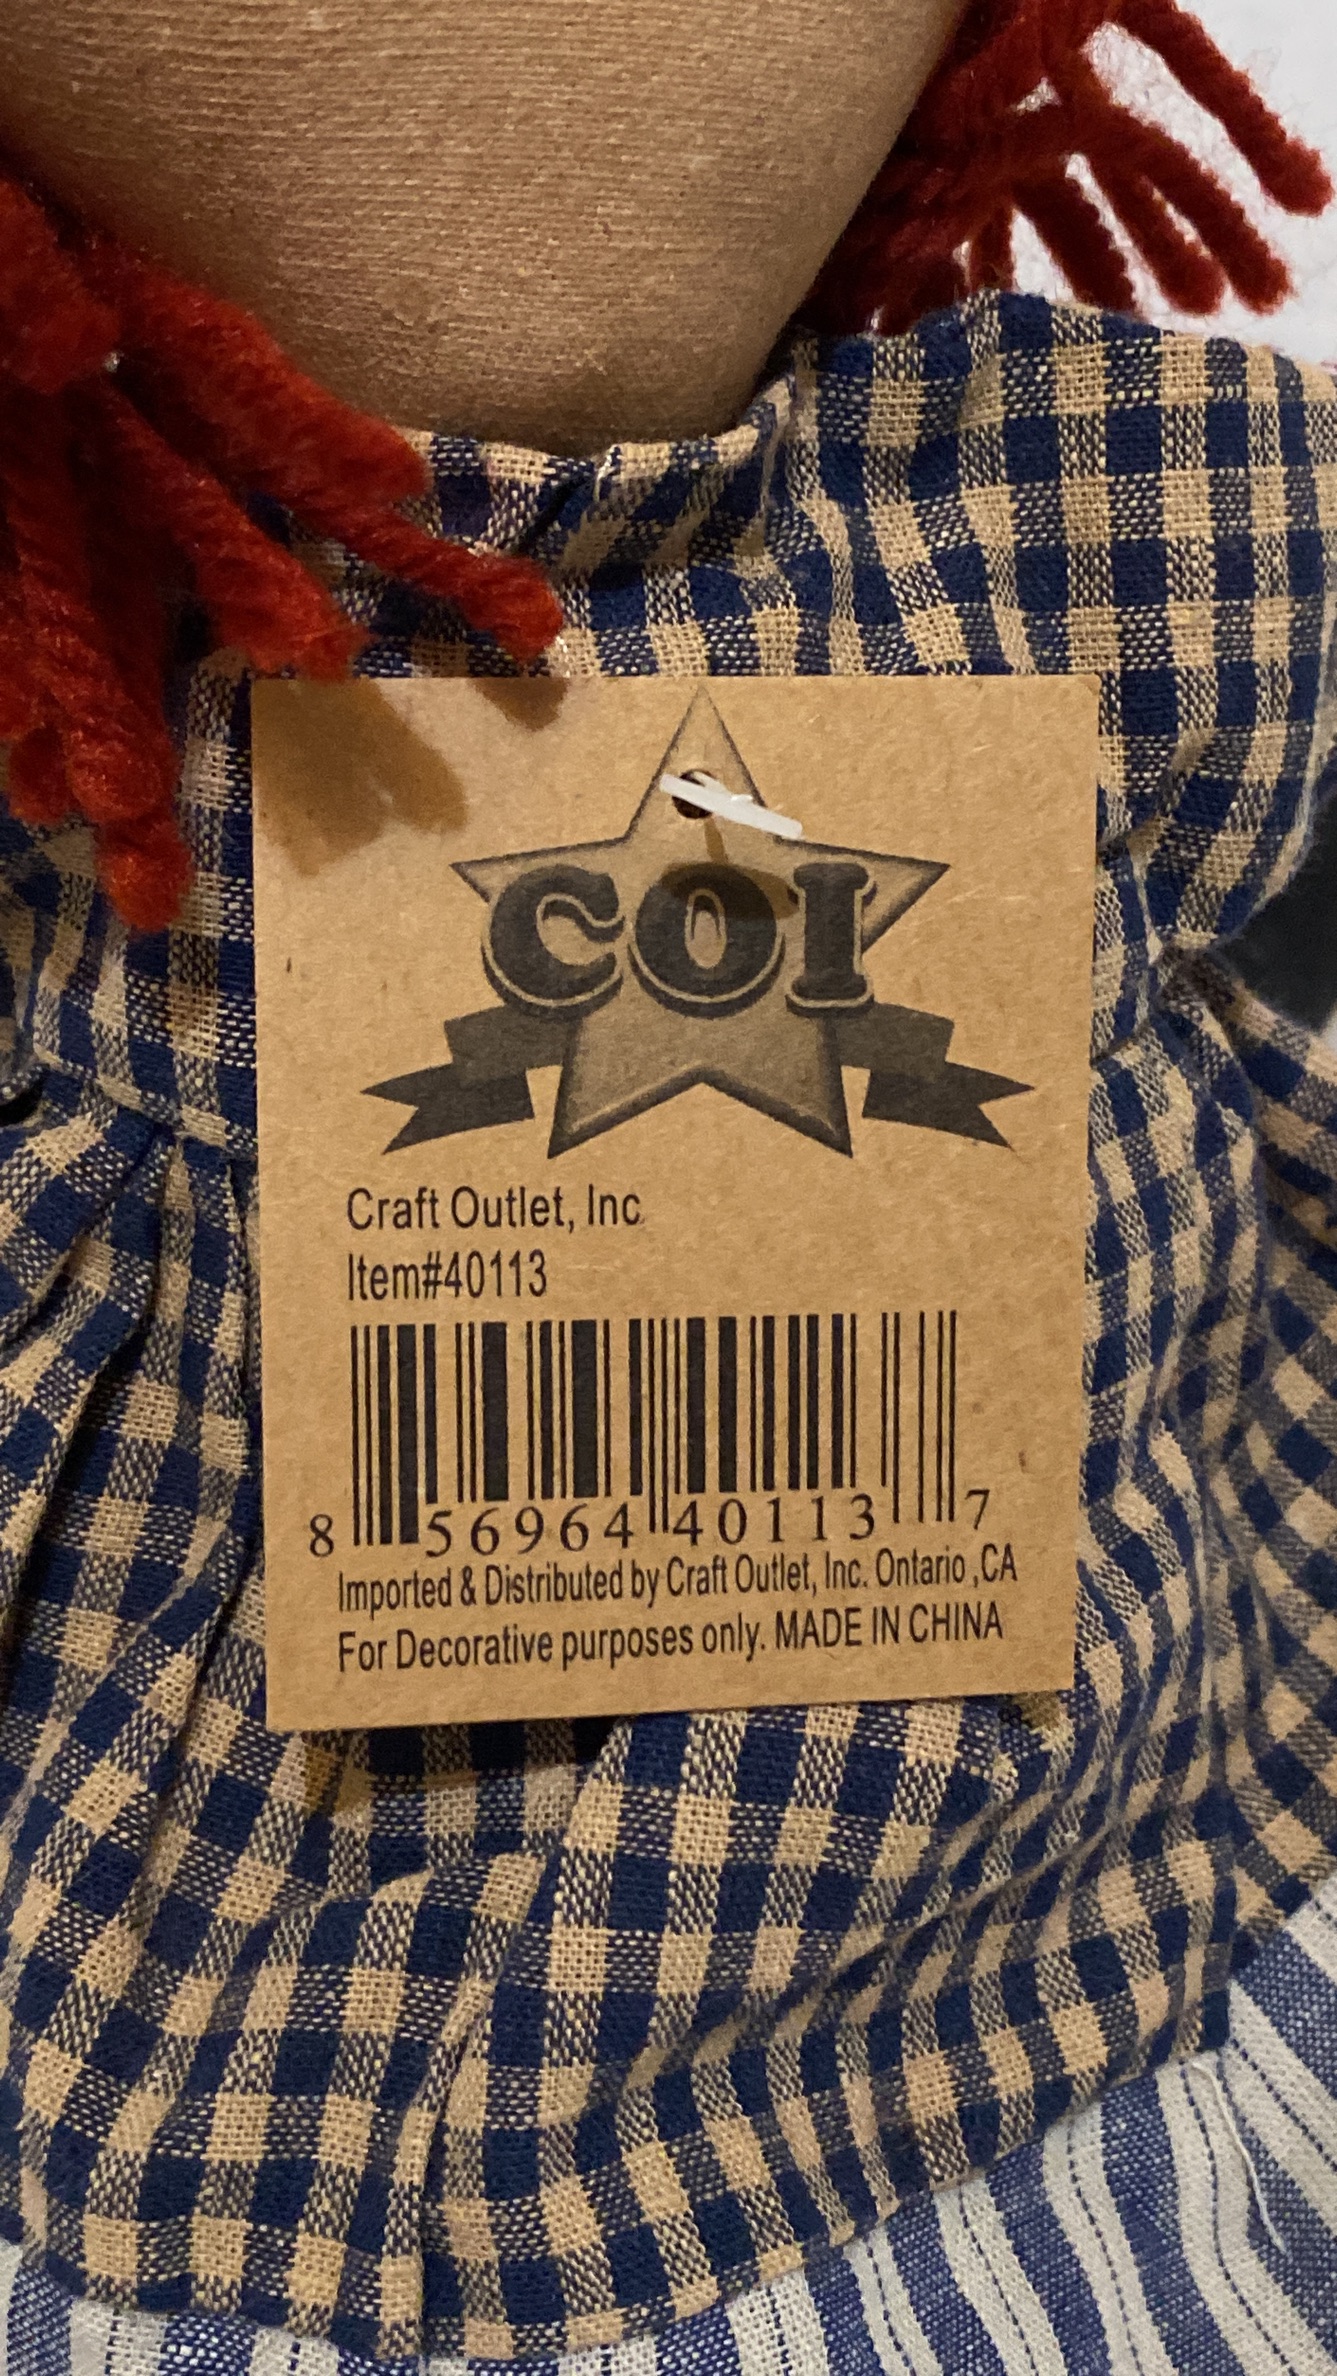 COI
Craft Outlet, Inc
Item#40113
8 56964 40113 7
Imported & Distributed by Craft Outlet, Inc. Ontario ,CA
For Decorative purposes only. MADE IN CHINA